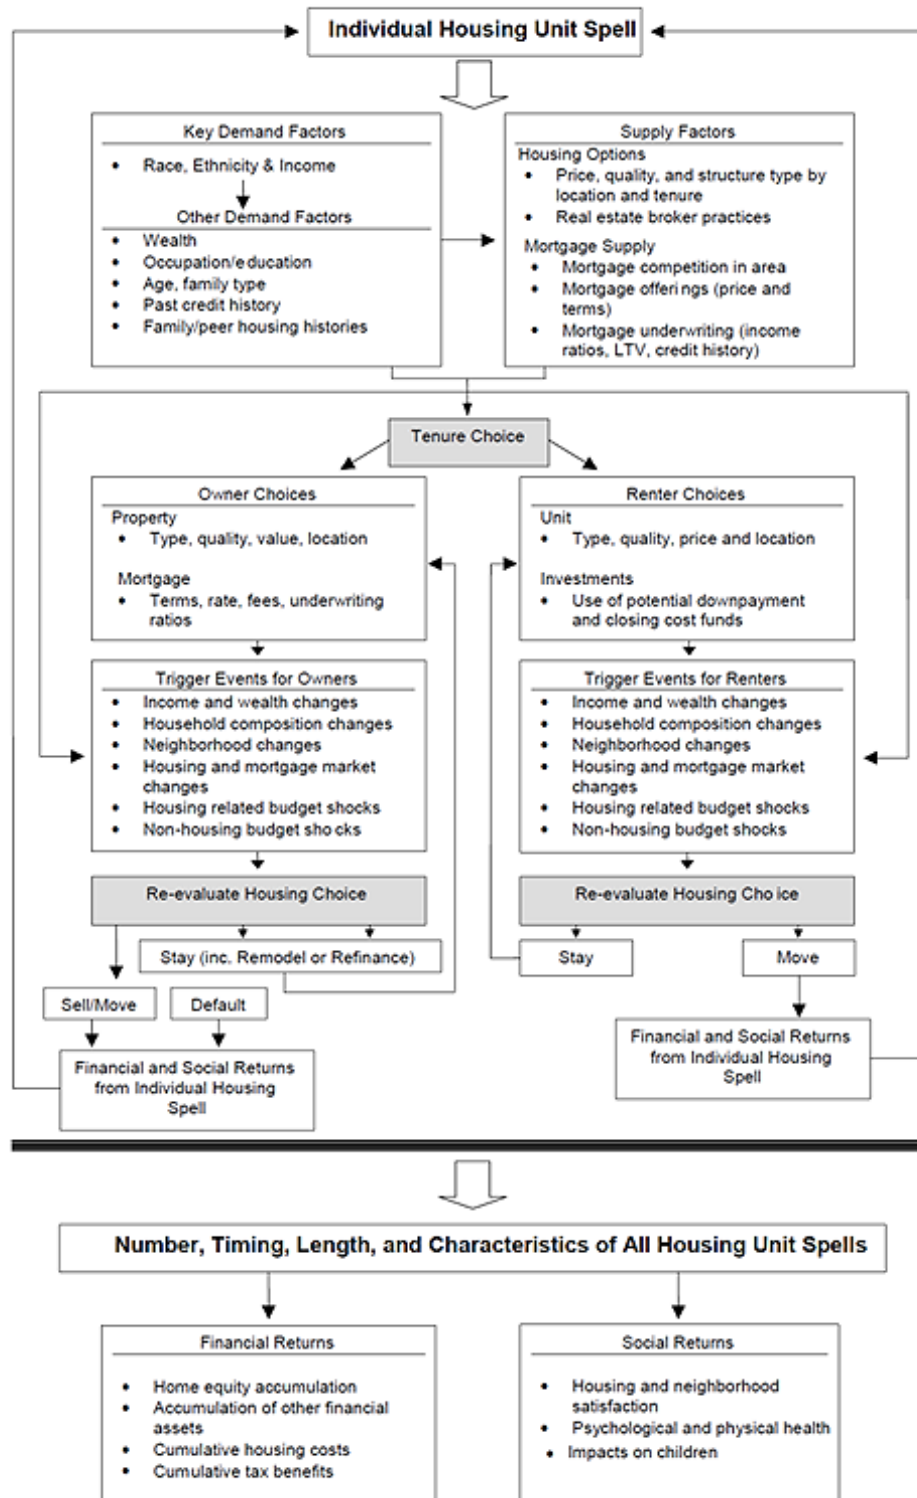 Individual Housing Unit Spell
Key Demand Factors
• Race, Ethnicity & Income
Other Demand Factors
• Wealth
• Occupation/education
• Age, family type
• Past credit history
• Family/peer housing histories
Supply Factors
Housing Options
• Price, quality, and structure type by
location and tenure
• Real estate broker practices
Mortgage Supply
• Mortgage competition in area
• Mortgage offerings (price and
terms)
• Mortgage underwriting (income
ratios, LTV, credit history)
Tenure Choice
Owner Choices
Property
• Type, quality, value, location
Mortgage
• Terms, rate, fees, underwriting
ratios
Renter Choices
Unit
• Type, quality, price and location
Investments
• Use of potential downpayment
and closing cost funds
Trigger Events for Owners
• Income and wealth changes
• Household composition changes
• Neighborhood changes
• Housing and mortgage market
changes
• Housing related budget shocks
• Non-housing budget shocks
Trigger Events for Renters
• Income and wealth changes
• Household composition changes
• Neighborhood changes
• Housing and mortgage market
changes
• Housing related budget shocks
• Non-housing budget shocks
Re-evaluate Housing Choice
Re-evaluate Housing Choice
Stay (inc. Remodel or Refinance)
Stay
Move
Sell/Move
Default
Financial and Social Returns
from Individual Housing
Spell
Financial and Social Returns
from Individual Housing
Spell
Number, Timing, Length, and Characteristics of All Housing Unit Spells
Financial Returns
• Home equity accumulation
• Accumulation of other financial
assets
• Cumulative housing costs
• Cumulative tax benefits
Social Returns
• Housing and neighborhood
satisfaction
• Psychological and physical health
• Impacts on children